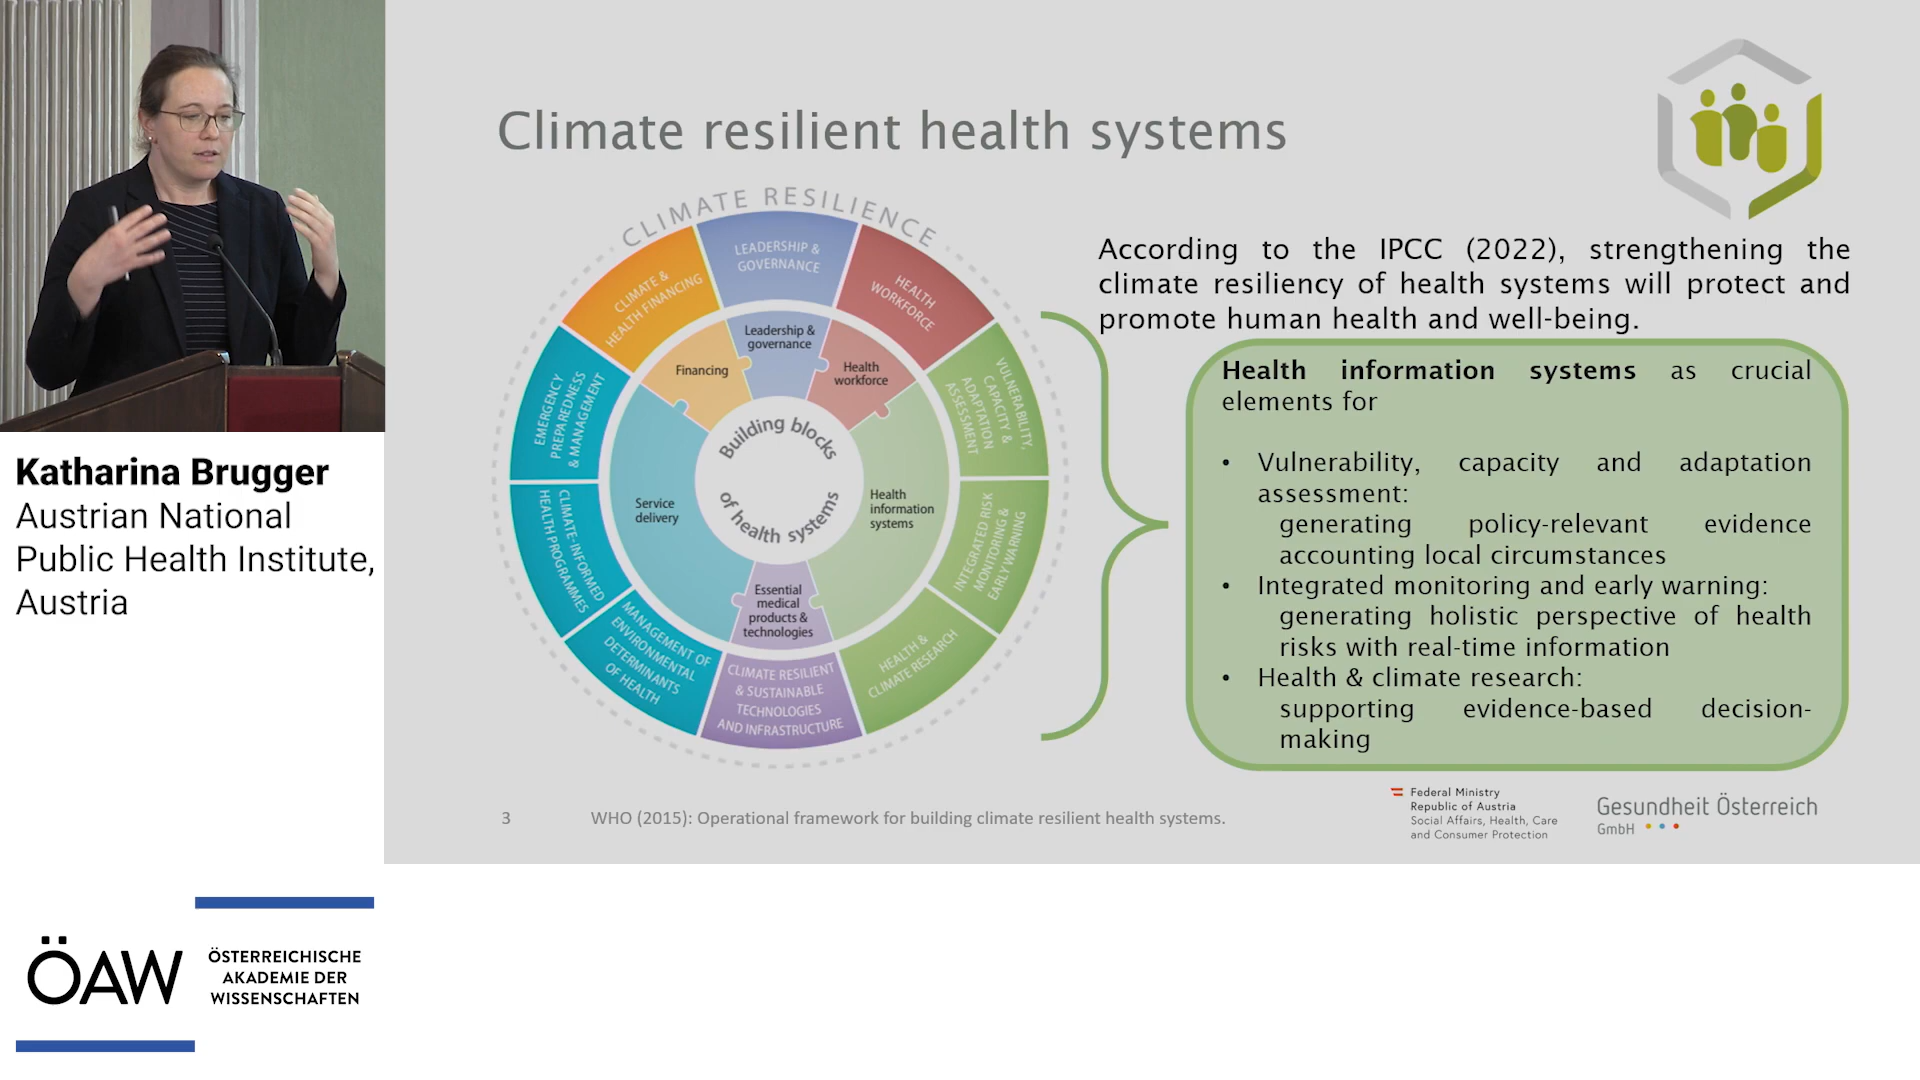 Climate resilient health systems
CLIMATE RESILIENCE
LEADERSHIP &
GOVERNANCE
HEALTH
WORKFORCE
VULNERABILITY,
CAPACITY &
ADAPTATION
ASSESSMENT
INTEGRATED RISK
MONITORING &
EARLY WARNING
HEALTH &
CLIMATE RESEARCH
CLIMATE RESILIENT
& SUSTAINABLE
TECHNOLOGIES
AND INFRASTRUCTURE
MANAGEMENT OF
ENVIRONMENTAL
DETERMINANTS
OF HEALTH
CLIMATE-INFORMED
HEALTH PROGRAMMES
EMERGENCY
PREPAREDNESS
& MANAGEMENT
CLIMATE &
HEALTH FINANCING
Leadership &
governance
Health
workforce
Health
information
systems
Essential
medical
products &
technologies
Service
delivery
Financing
Building blocks
of health systems
According to the IPCC (2022), strengthening the
climate resiliency of health systems will protect and
promote human health and well-being.
Health information systems as crucial
elements for
• Vulnerability, capacity and adaptation
assessment:
generating policy-relevant evidence
accounting local circumstances
• Integrated monitoring and early warning:
generating holistic perspective of health
risks with real-time information
• Health & climate research:
supporting evidence-based decision-
making
3
WHO (2015): Operational framework for building climate resilient health systems.
Federal Ministry
Republic of Austria
Social Affairs, Health, Care
and Consumer Protection
Gesundheit Österreich
GmbH
Katharina Brugger
Austrian National
Public Health Institute,
Austria
ÖAW
ÖSTERREICHISCHE
AKADEMIE DER
WISSENSCHAFTEN